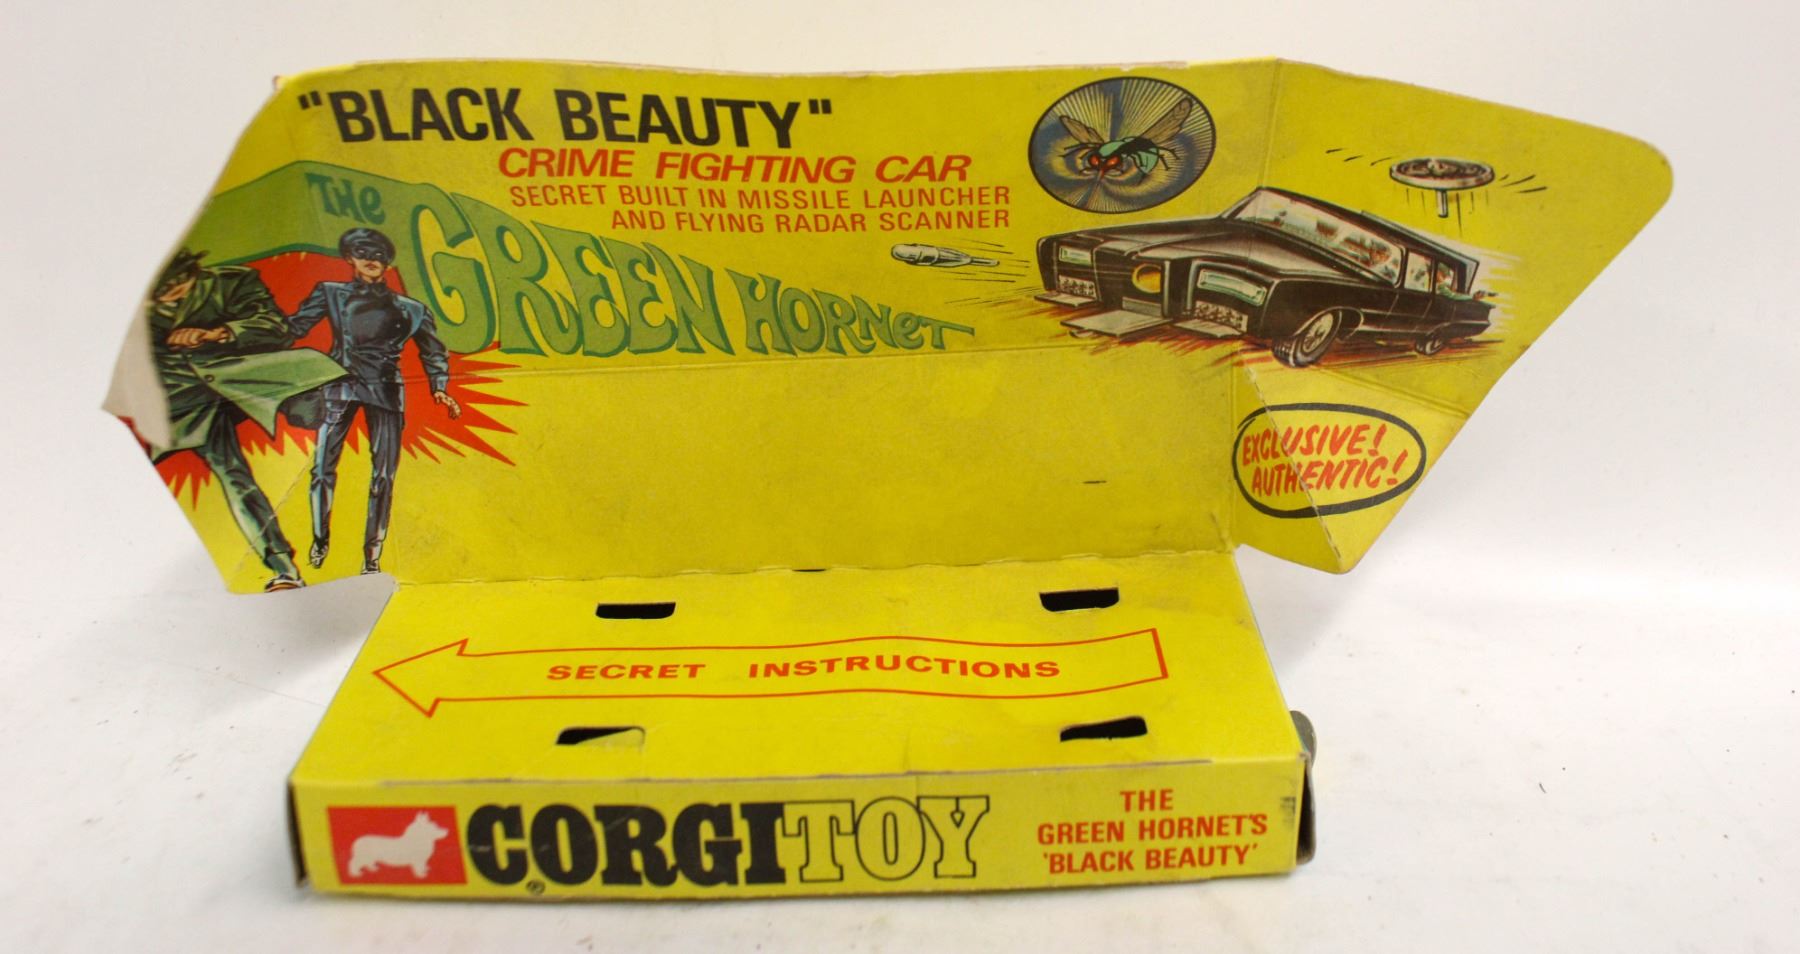 "BLACK BEAUTY"
CRIME FIGHTING CAR
SECRET BUILT IN MISSILE LAUNCHER
AND FLYING RADAR SCANNER
THE
GREEN HORNET
EXCLUSIVE!
AUTHENTIC!
SECRET INSTRUCTIONS
CORGI TOY
®
THE
GREEN HORNET'S
'BLACK BEAUTY'